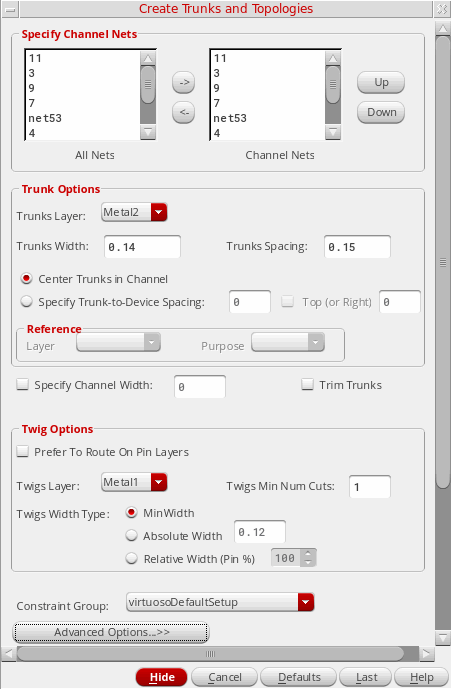 Create Trunks and Topologies
Specify Channel Nets
11 11
3 3
9 9
7 7
net53 net53
4 4
-> <- Up
Down
All Nets Channel Nets
Trunk Options
Trunks Layer: Metal2
Trunks Width: 0.14 Trunks Spacing: 0.15
Center Trunks in Channel
Specify Trunk-to-Device Spacing: 0 Top (or Right) 0
Reference
Layer Purpose
Specify Channel Width: 0 Trim Trunks
Twig Options
Prefer To Route On Pin Layers
Twigs Layer: Metal1 Twigs Min Num Cuts: 1
Twigs Width Type: MinWidth
Absolute Width 0.12
Relative Width (Pin %) 100
Constraint Group: virtuosoDefaultSetup
Advanced Options...>>
Hide Cancel Defaults Last Help